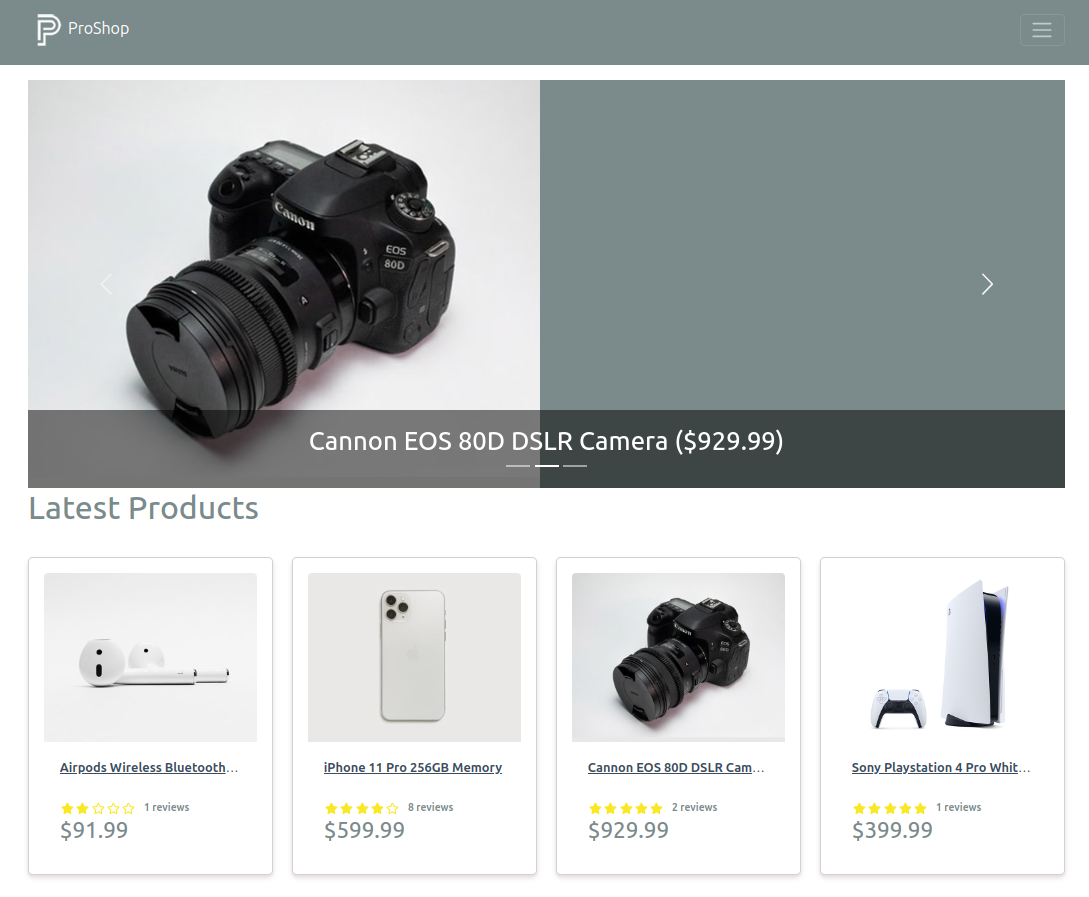 ProShop
Canon
EOS
80D
A
Cannon EOS 80D DSLR Camera ($929.99)
Latest Products
Airpods Wireless Bluetooth...
iPhone 11 Pro 256GB Memory
Cannon EOS 80D DSLR Cam...
Sony Playstation 4 Pro Whit...
1 reviews
8 reviews
2 reviews
1 reviews
$91.99
$599.99
$929.99
$399.99